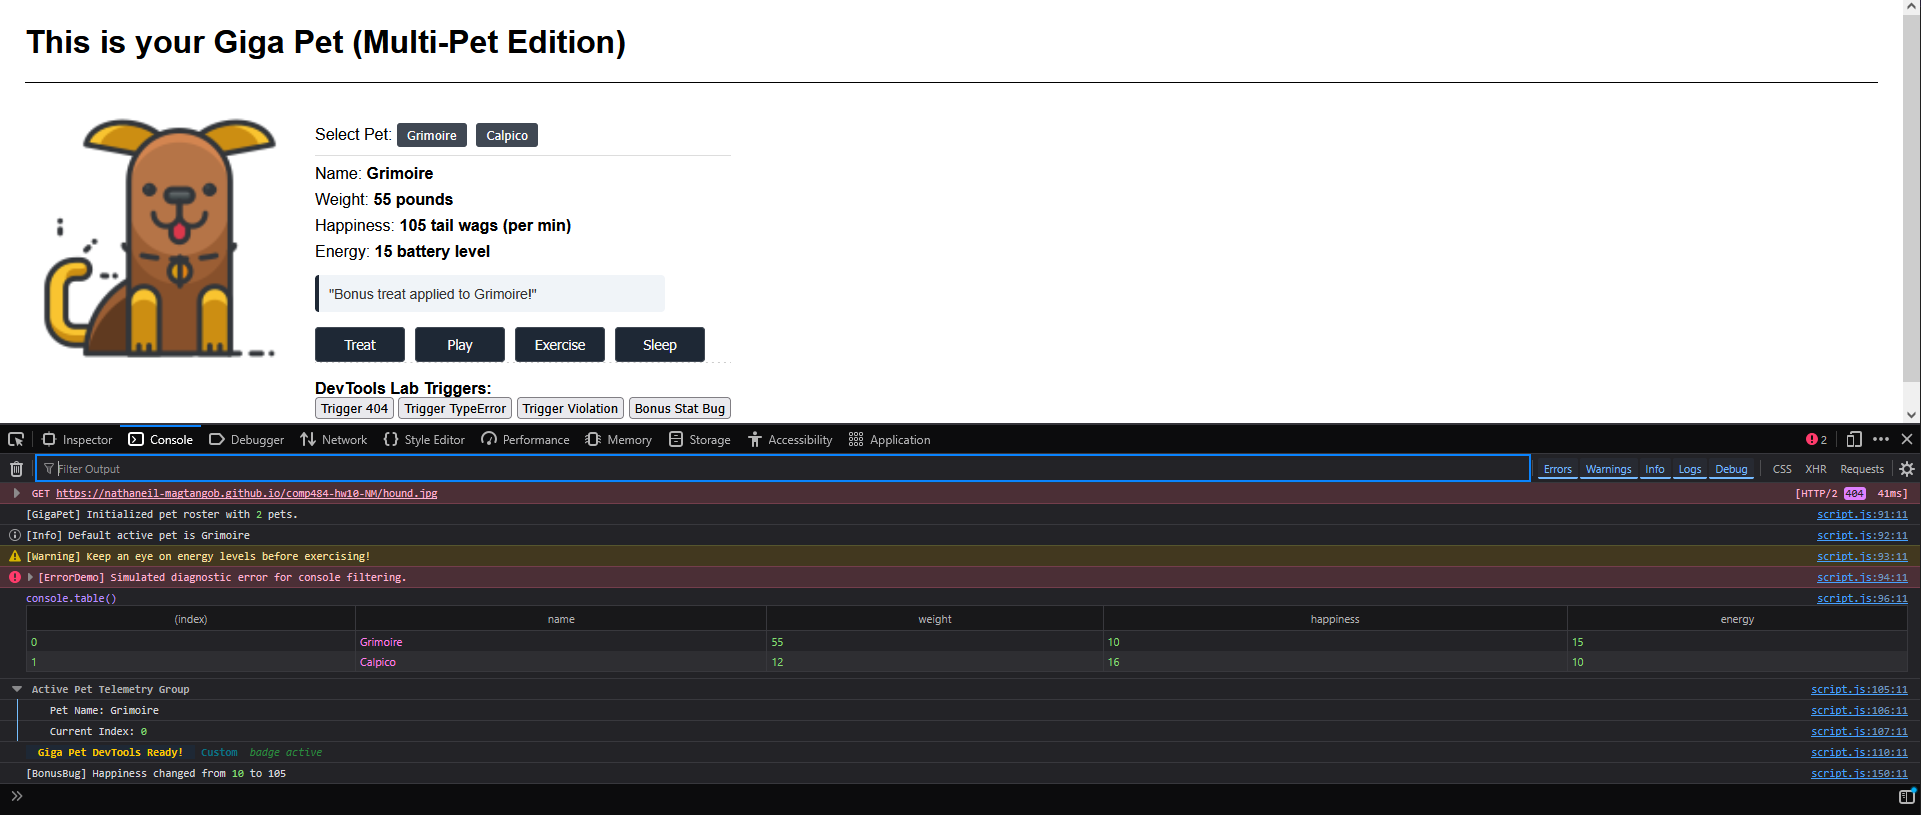 This is your Giga Pet (Multi-Pet Edition)
Select Pet: Grimoire Calpico
Name: Grimoire
Weight: 55 pounds
Happiness: 105 tail wags (per min)
Energy: 15 battery level
"Bonus treat applied to Grimoire!"
Treat Play Exercise Sleep
DevTools Lab Triggers:
Trigger 404 Trigger TypeError Trigger Violation Bonus Stat Bug
Inspector Console Debugger Network Style Editor Performance Memory Storage Accessibility Application 2
Filter Output Errors Warnings Info Logs Debug CSS XHR Requests
GET https://nathaneil-magtangob.github.io/comp484-hw10-NM/hound.jpg [HTTP/2 404 41ms]
[GigaPet] Initialized pet roster with 2 pets. script.js:91:11
[Info] Default active pet is Grimoire script.js:92:11
[Warning] Keep an eye on energy levels before exercising! script.js:93:11
[ErrorDemo] Simulated diagnostic error for console filtering. script.js:94:11
console.table() script.js:96:11
(index) name weight happiness energy
0 Grimoire 55 10 15
1 Calpico 12 16 10
Active Pet Telemetry Group script.js:105:11
Pet Name: Grimoire script.js:106:11
Current Index: 0 script.js:107:11
Giga Pet DevTools Ready! Custom badge active script.js:110:11
[BonusBug] Happiness changed from 10 to 105 script.js:150:11